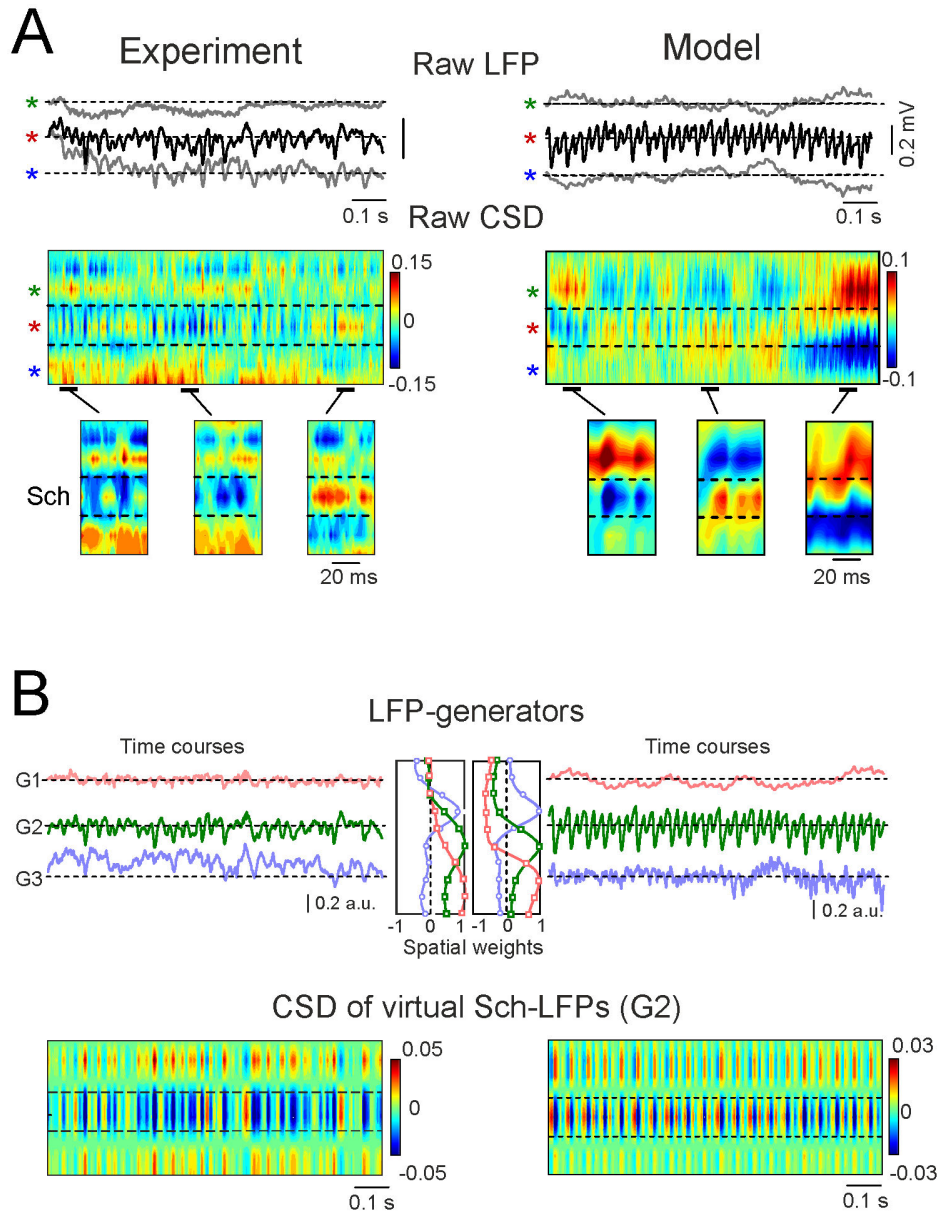 A
Experiment
Raw LFP
Model
*
*
*
0.2 mV
0.1 s
0.1 s
Raw CSD
*
*
*
0.15
0
-0.15
*
*
*
0.1
0
-0.1
Sch
20 ms
20 ms
B
LFP-generators
Time courses
Time courses
G1
G2
G3
0.2 a.u.
-1 0 1
-1 0 1
Spatial weights
0.2 a.u.
CSD of virtual Sch-LFPs (G2)
0.05
0
-0.05
0.03
0
-0.03
0.1 s
0.1 s